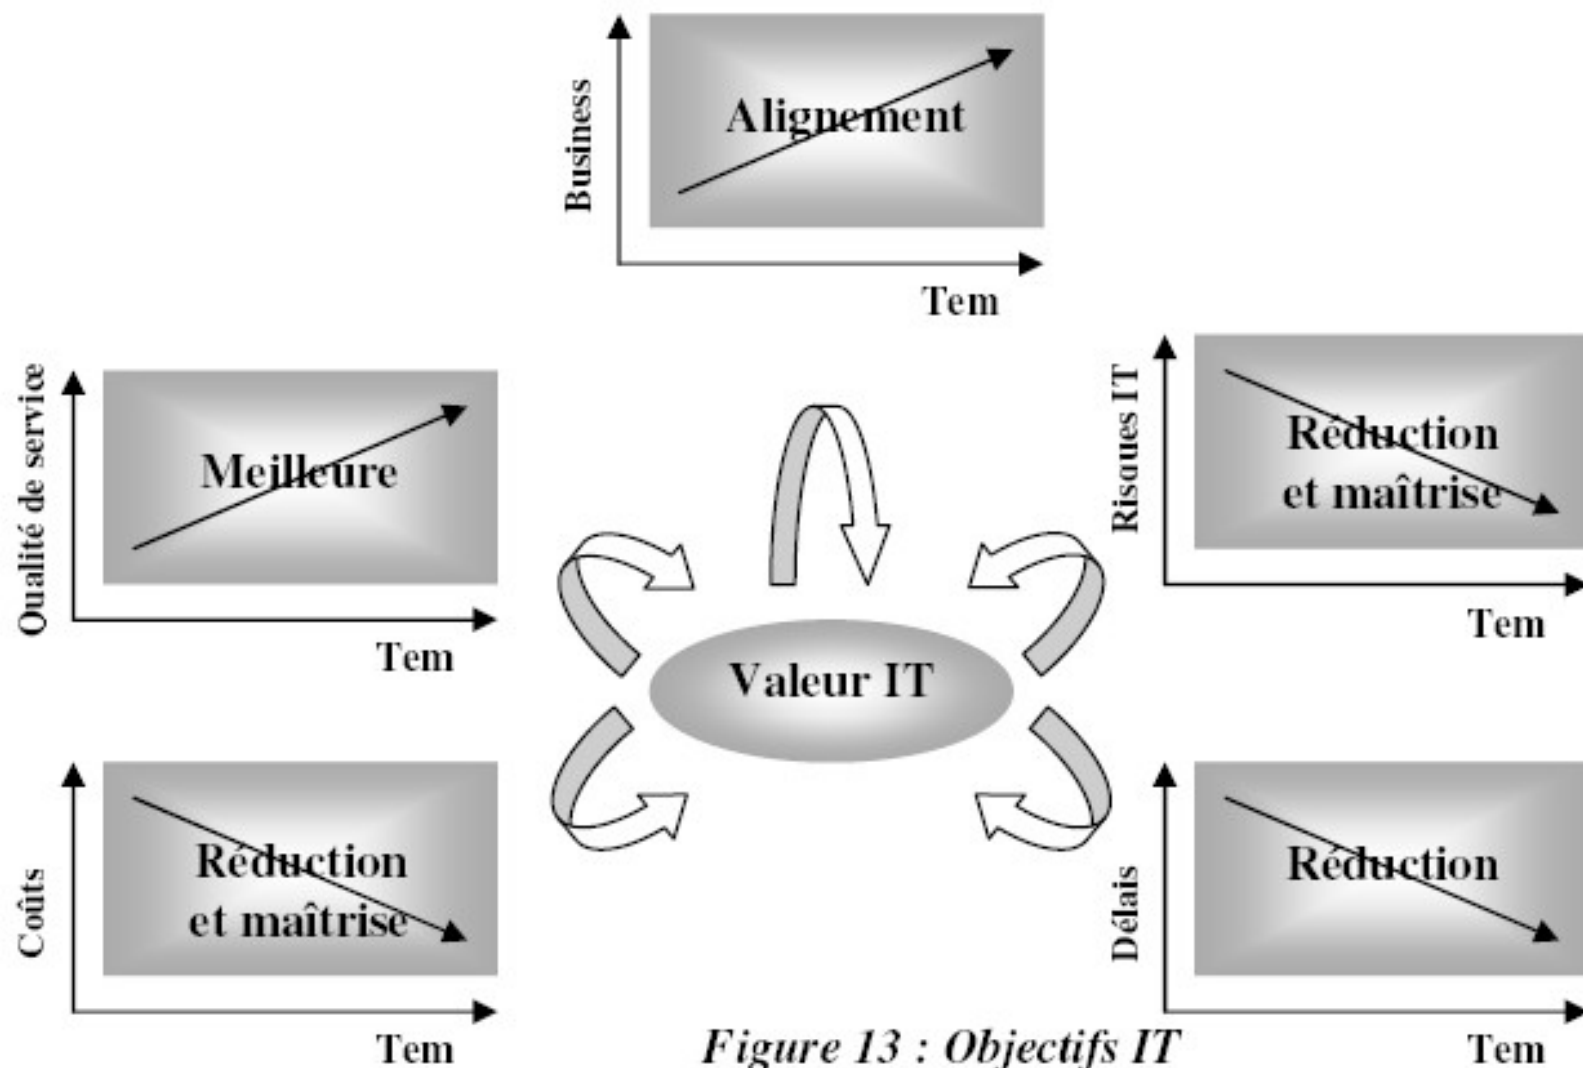 Business
Alignement
Tem
Qualité de service
Meilleure
Tem
Risques IT
Réduction
et maîtrise
Tem
Valeur IT
Coûts
Réduction
et maîtrise
Tem
Délais
Réduction
Tem
Figure 13 : Objectifs IT